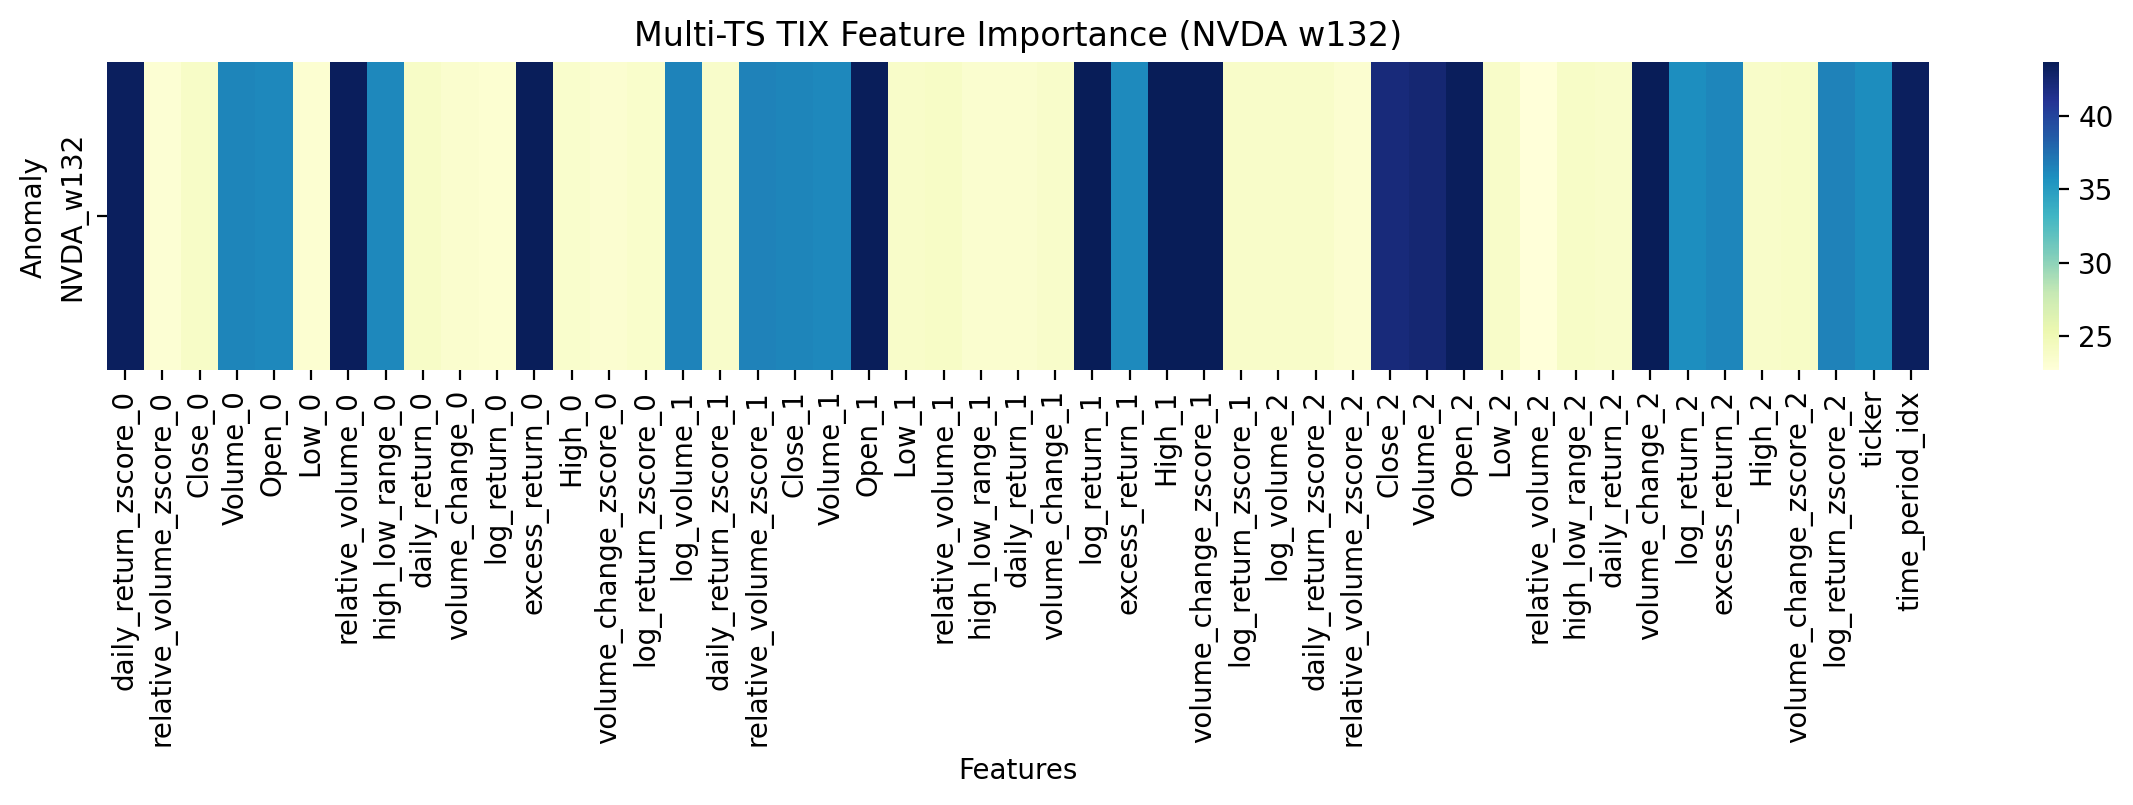 Multi-TS TIX Feature Importance (NVDA w132)
Anomaly
NVDA_w132
daily_return_zscore_0
relative_volume_zscore_0
Close_0
Volume_0
Open_0
Low_0
relative_volume_0
high_low_range_0
daily_return_0
volume_change_0
log_return_0
excess_return_0
High_0
volume_change_zscore_0
log_return_zscore_0
log_volume_1
daily_return_zscore_1
relative_volume_zscore_1
Close_1
Volume_1
Open_1
Low_1
relative_volume_1
high_low_range_1
daily_return_1
volume_change_1
log_return_1
excess_return_1
High_1
volume_change_zscore_1
log_return_zscore_1
log_volume_2
daily_return_zscore_2
relative_volume_zscore_2
Close_2
Volume_2
Open_2
Low_2
relative_volume_2
high_low_range_2
daily_return_2
volume_change_2
log_return_2
excess_return_2
High_2
volume_change_zscore_2
log_return_zscore_2
ticker
time_period_idx
Features
40
35
30
25